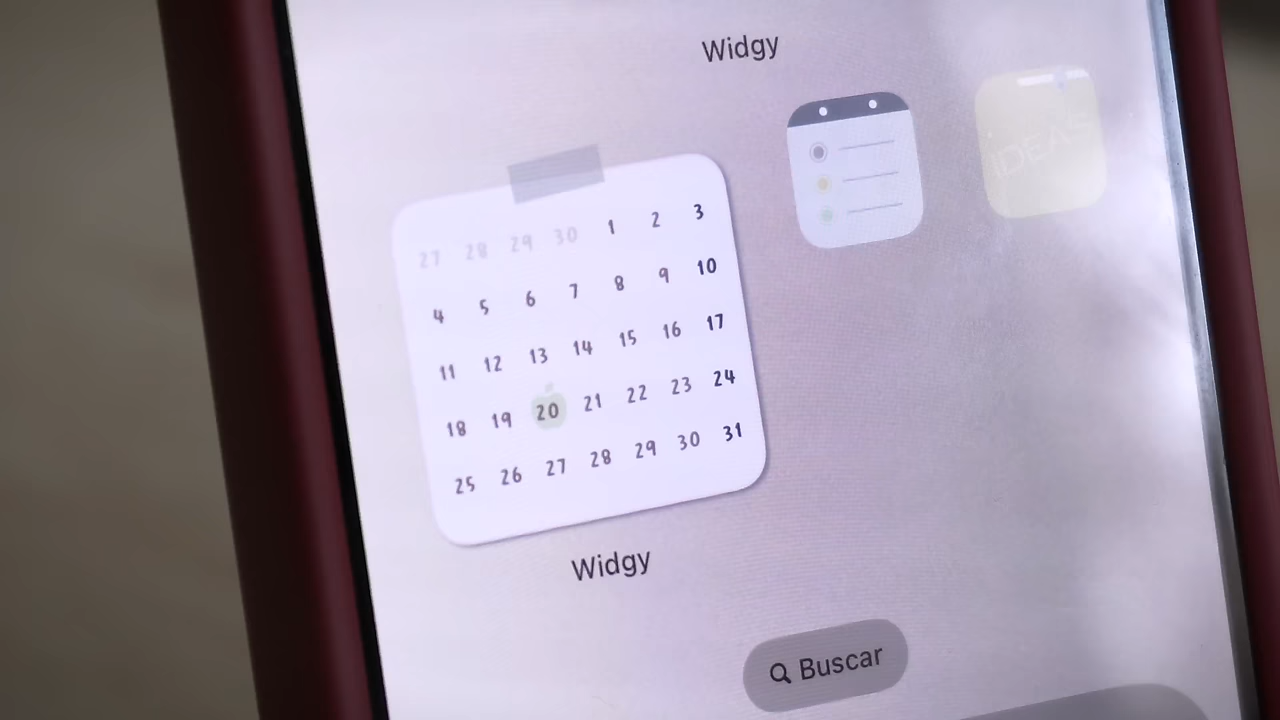 Widgy
IDEAS
27 28 29 30 1 2 3
4 5 6 7 8 9 10
11 12 13 14 15 16 17
18 19 20 21 22 23 24
25 26 27 28 29 30 31
Widgy
Buscar